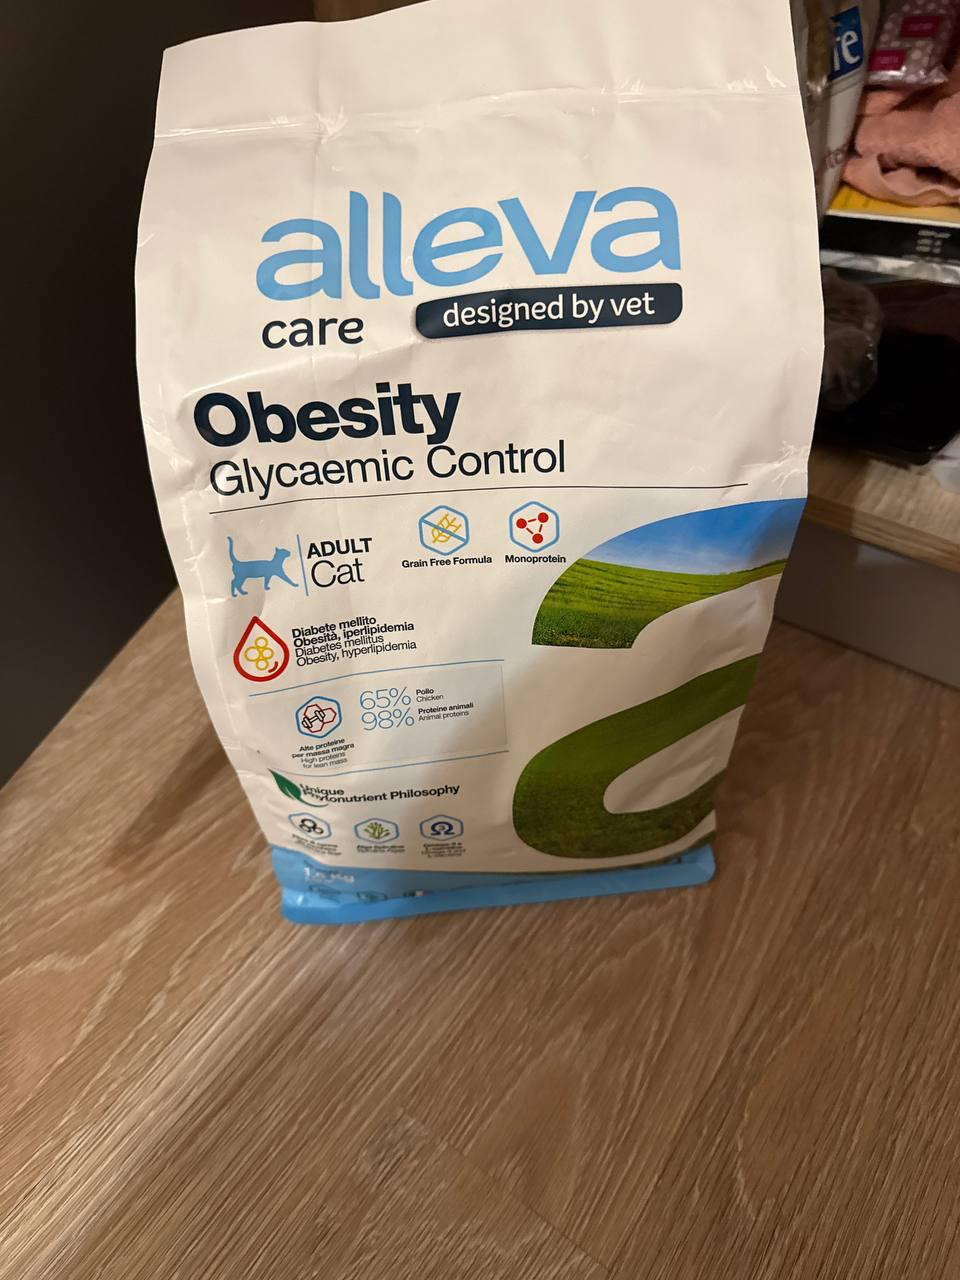 alleva
care
designed by vet
Obesity
Glycaemic Control
ADULT
Cat
Grain Free Formula
Monoprotein
Diabete mellito
Obesità, iperlipidemia
Diabetes mellitus
Obesity, hyperlipidemia
65% Pollo
Chicken
98% Proteine animali
Animal proteins
Alte proteine
per massa magra
High proteins
for lean mass
Unique
Phytonutrient Philosophy
fe